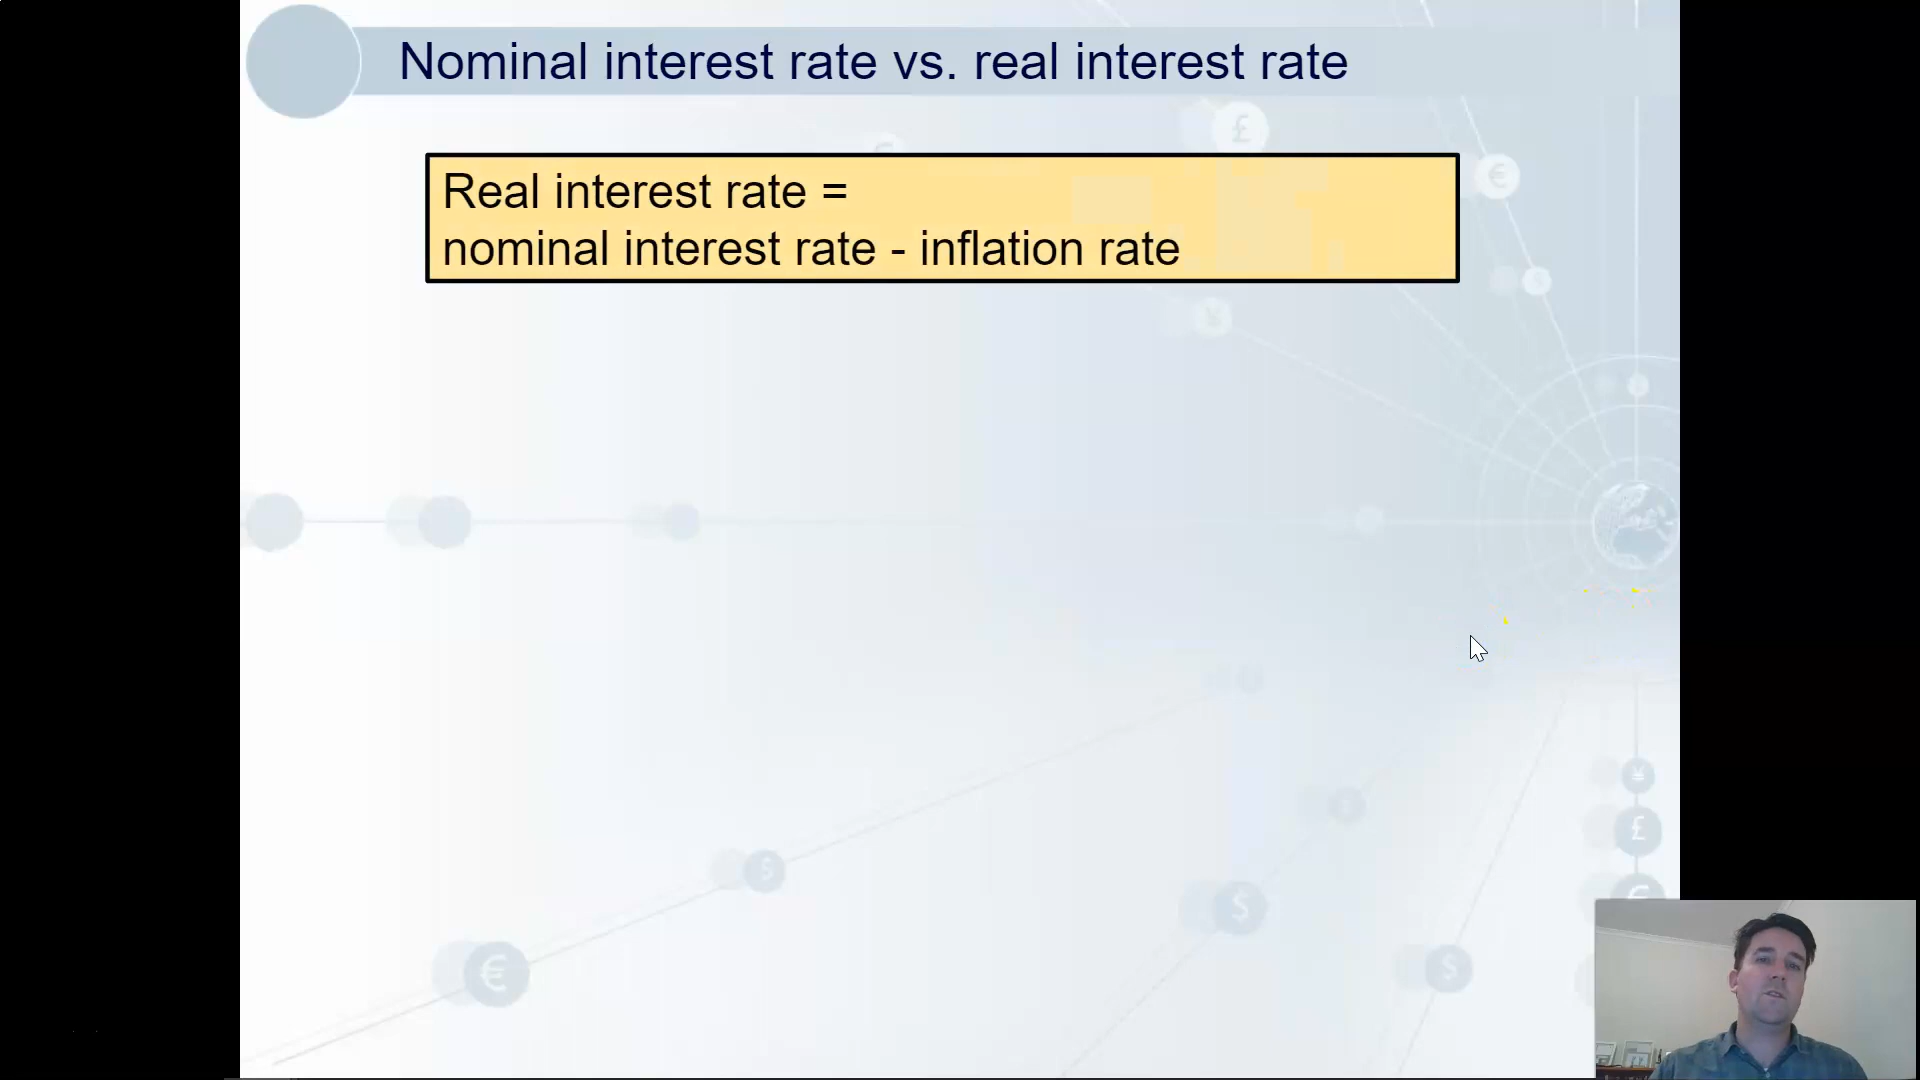 Nominal interest rate vs. real interest rate
Real interest rate =
nominal interest rate - inflation rate